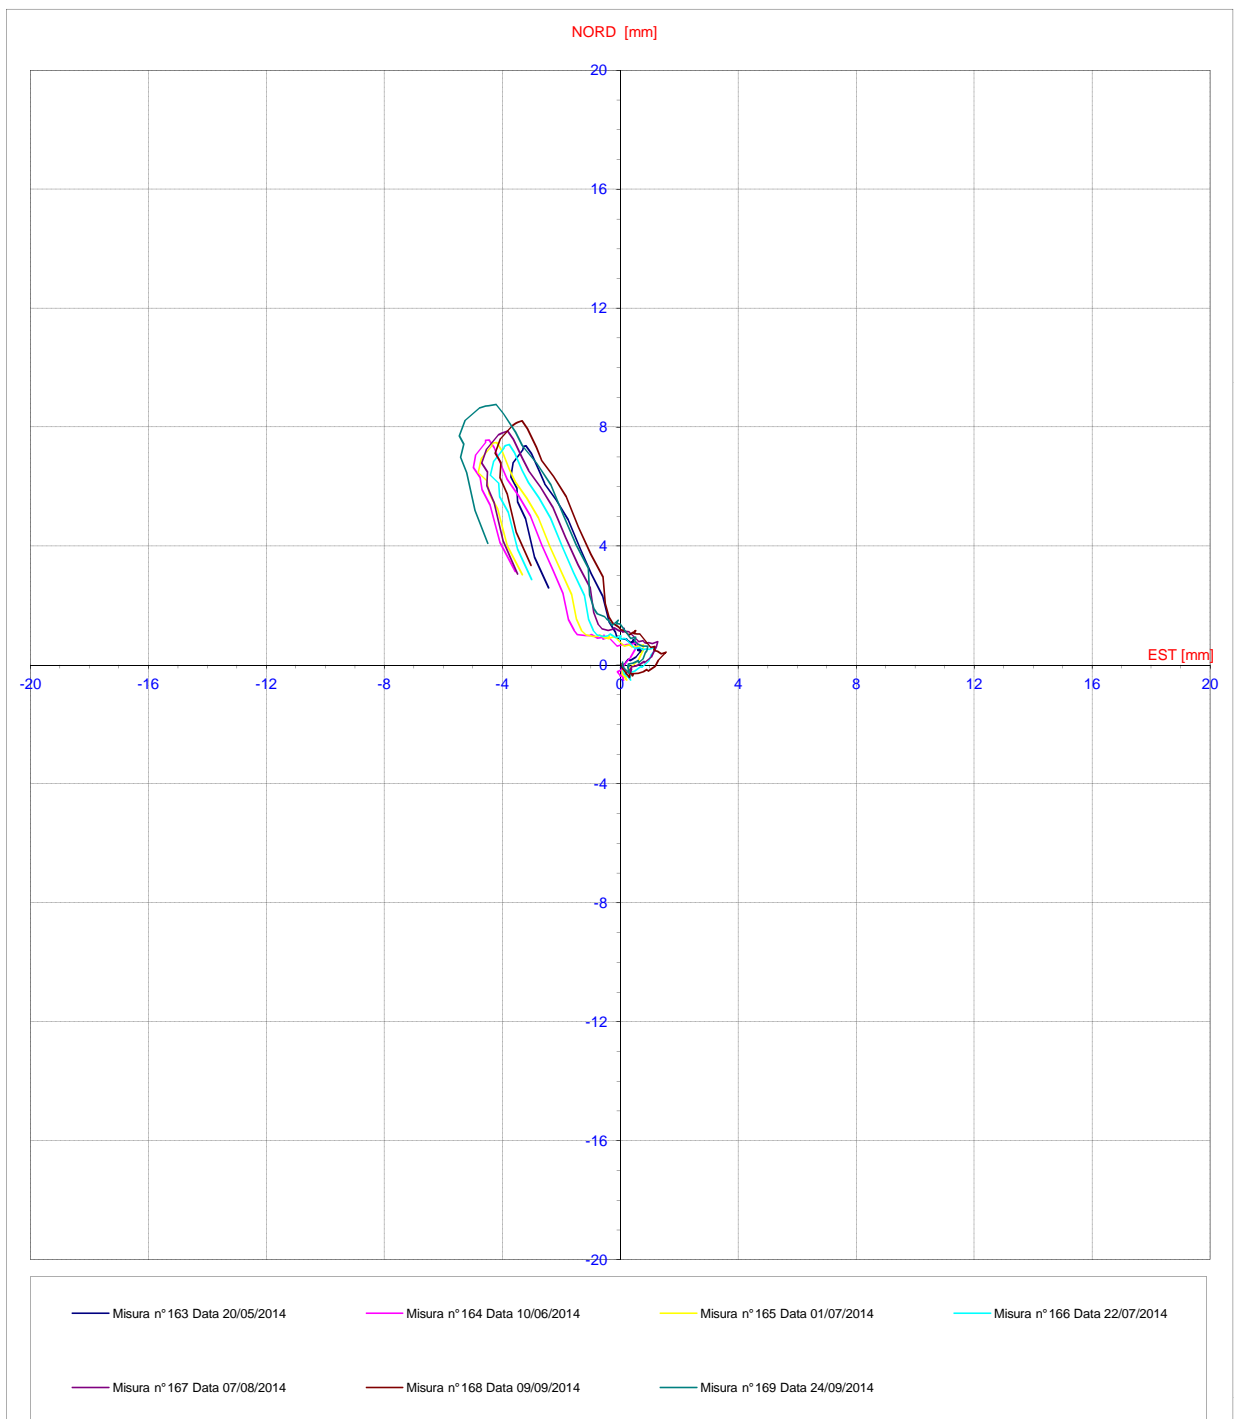 NORD [mm]
20
16
12
8
4
0
EST [mm]
-20 -16 -12 -8 -4 0 4 8 12 16 20
-4
-8
-12
-16
-20
Misura n°163 Data 20/05/2014 Misura n°164 Data 10/06/2014 Misura n°165 Data 01/07/2014 Misura n°166 Data 22/07/2014
Misura n°167 Data 07/08/2014 Misura n°168 Data 09/09/2014 Misura n°169 Data 24/09/2014